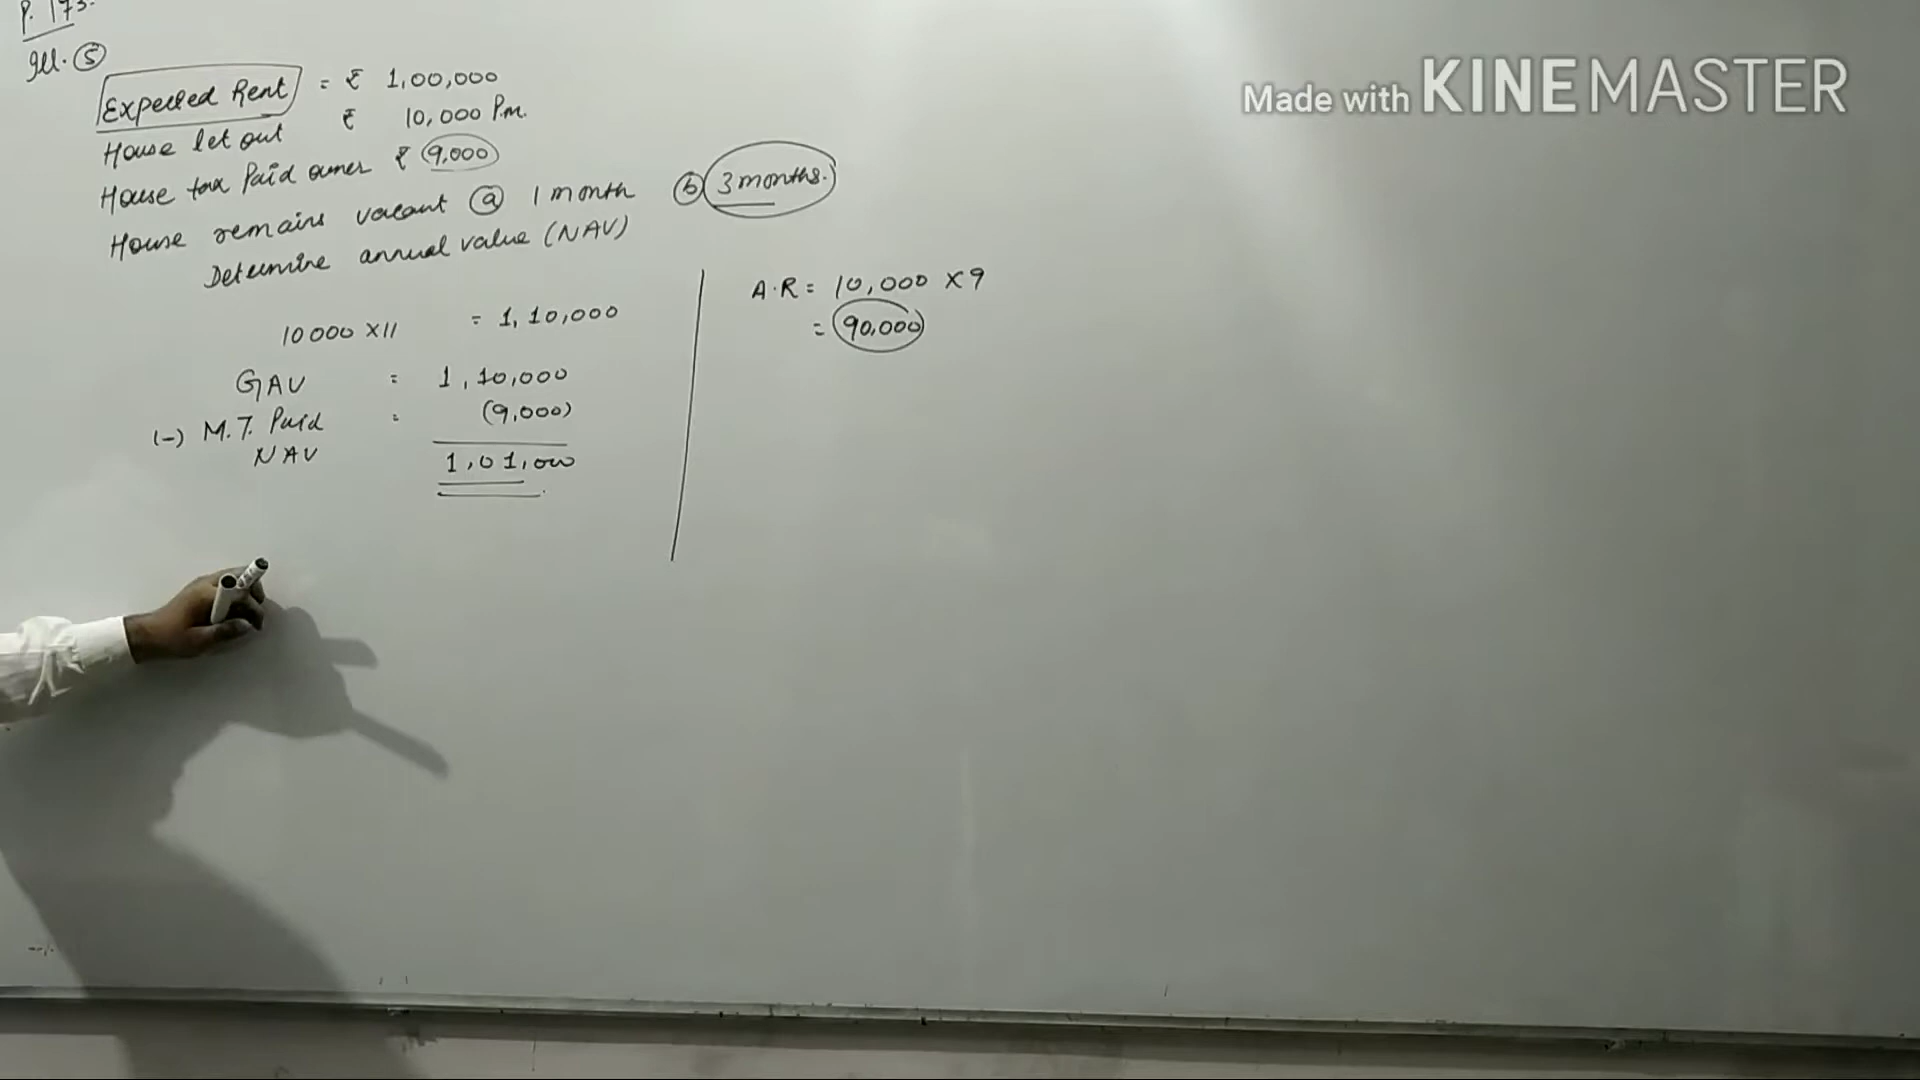 P. 173.
Ill. 5
Expected Rent = ₹ 1,00,000
House let out ₹ 10,000 P.m.
House tax Paid owner ₹ 9,000
House remains vacant (a) 1 month (b) 3 months.
Determine annual value (NAV)
10000 X11 = 1,10,000
GAV = 1,10,000
(-) M.T. Paid = (9,000)
NAV 1,01,000
A.R = 10,000 X 9
= 90,000
Made with KINEMASTER